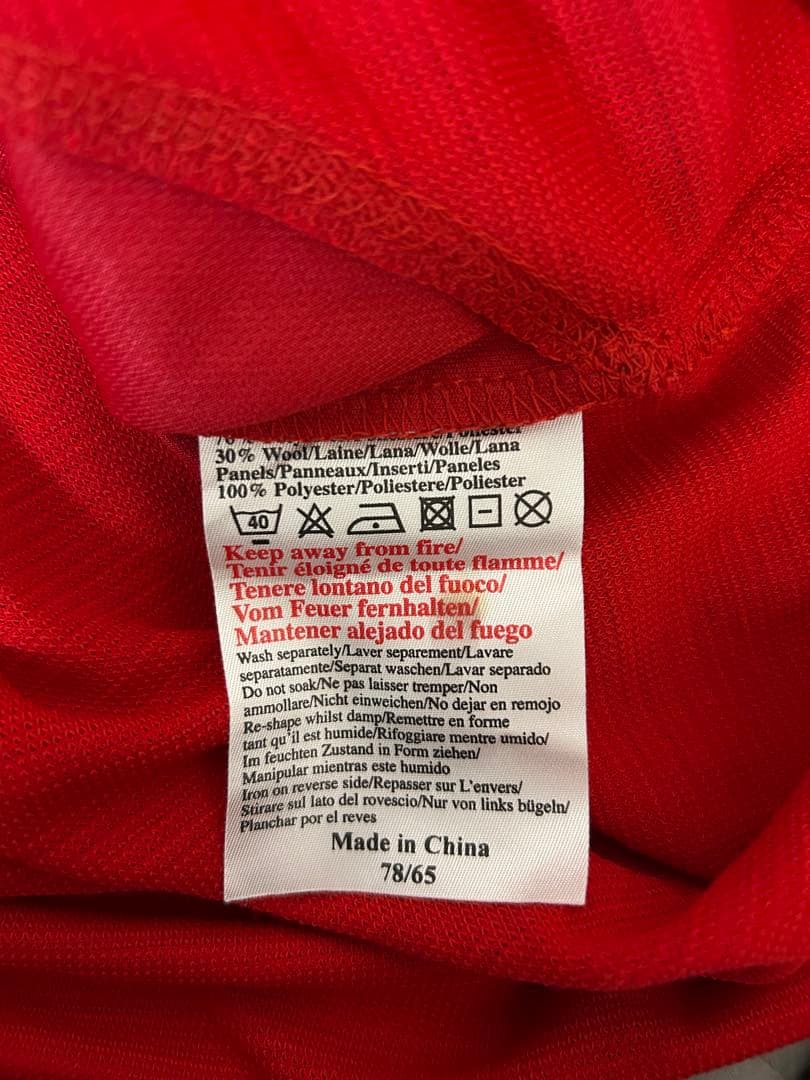 30% Wool/Laine/Lana/Wolle/Lana
Panels/Panneaux/Inserti/Paneles
100% Polyester/Poliestere/Poliester
40
Keep away from fire/
Tenir éloigné de toute flamme/
Tenere lontano del fuoco/
Vom Feuer fernhalten/
Mantener alejado del fuego
Wash separately/Laver separement/Lavare
separatamente/Separat waschen/Lavar separado
Do not soak/Ne pas laisser tremper/Non
ammollare/Nicht einweichen/No dejar en remojo
Re-shape whilst damp/Remettre en forme
tant qu'il est humide/Rifoggiare mentre umido/
Im feuchten Zustand in Form ziehen/
Manipular mientras este humido
Iron on reverse side/Repasser sur L'envers/
Stirare sul lato del rovescio/Nur von links bügeln/
Planchar por el reves
Made in China
78/65